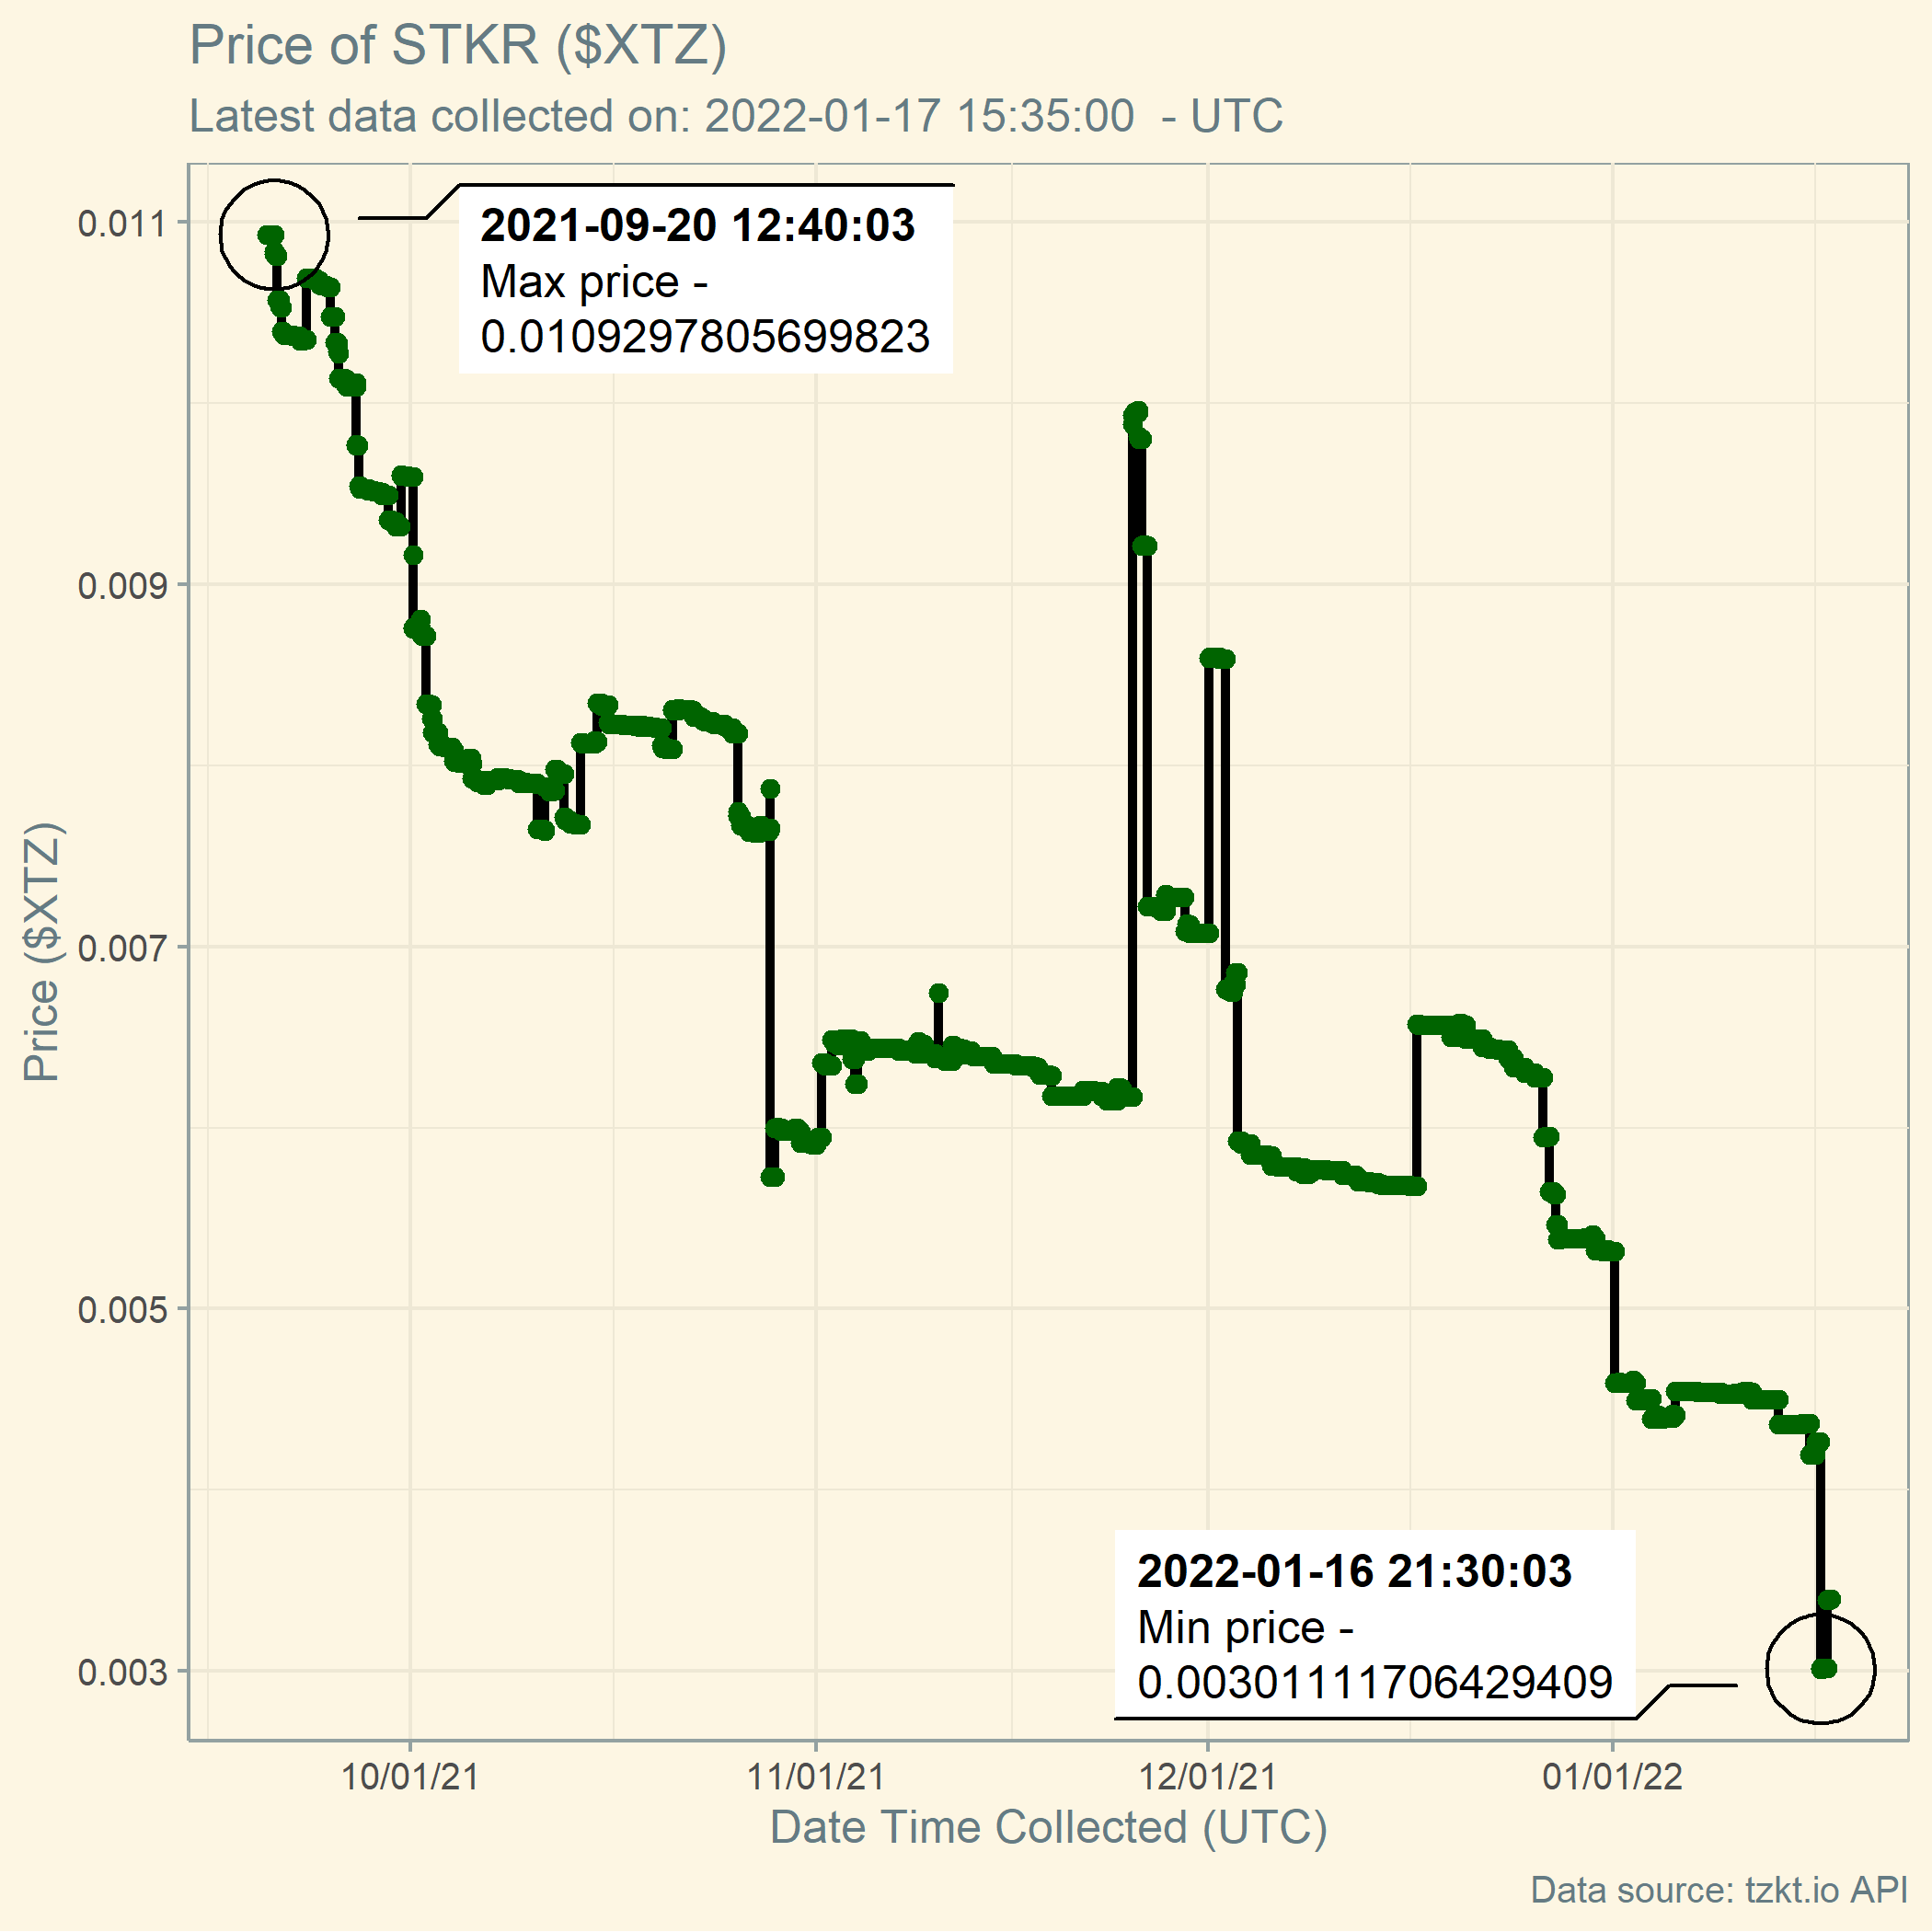 Price of STKR ($XTZ)
Latest data collected on: 2022-01-17 15:35:00  - UTC
2021-09-20 12:40:03
Max price -
0.0109297805699823
0.011
0.009
0.007
0.005
0.003
Price ($XTZ)
2022-01-16 21:30:03
Min price -
0.00301111706429409
10/01/21
11/01/21
12/01/21
01/01/22
Date Time Collected (UTC)
Data source: tzkt.io API